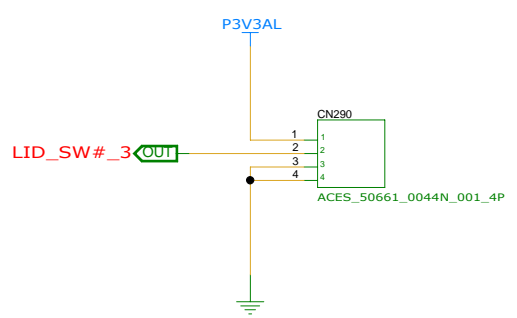 P3V3AL
CN290
1 1
LID_SW#_3 OUT 2 2
3 3
4 4
ACES_50661_0044N_001_4P